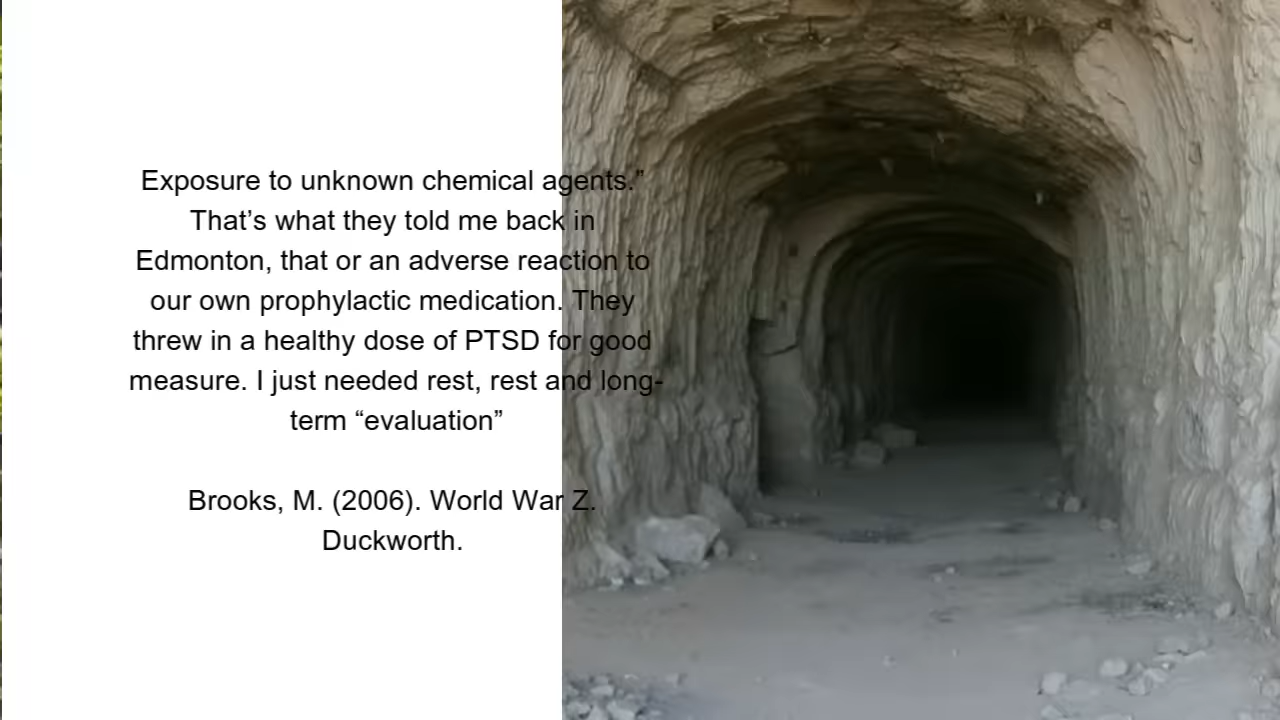 Exposure to unknown chemical agents.”
That’s what they told me back in
Edmonton, that or an adverse reaction to
our own prophylactic medication. They
threw in a healthy dose of PTSD for good
measure. I just needed rest, rest and long-
term “evaluation”
Brooks, M. (2006). World War Z.
Duckworth.